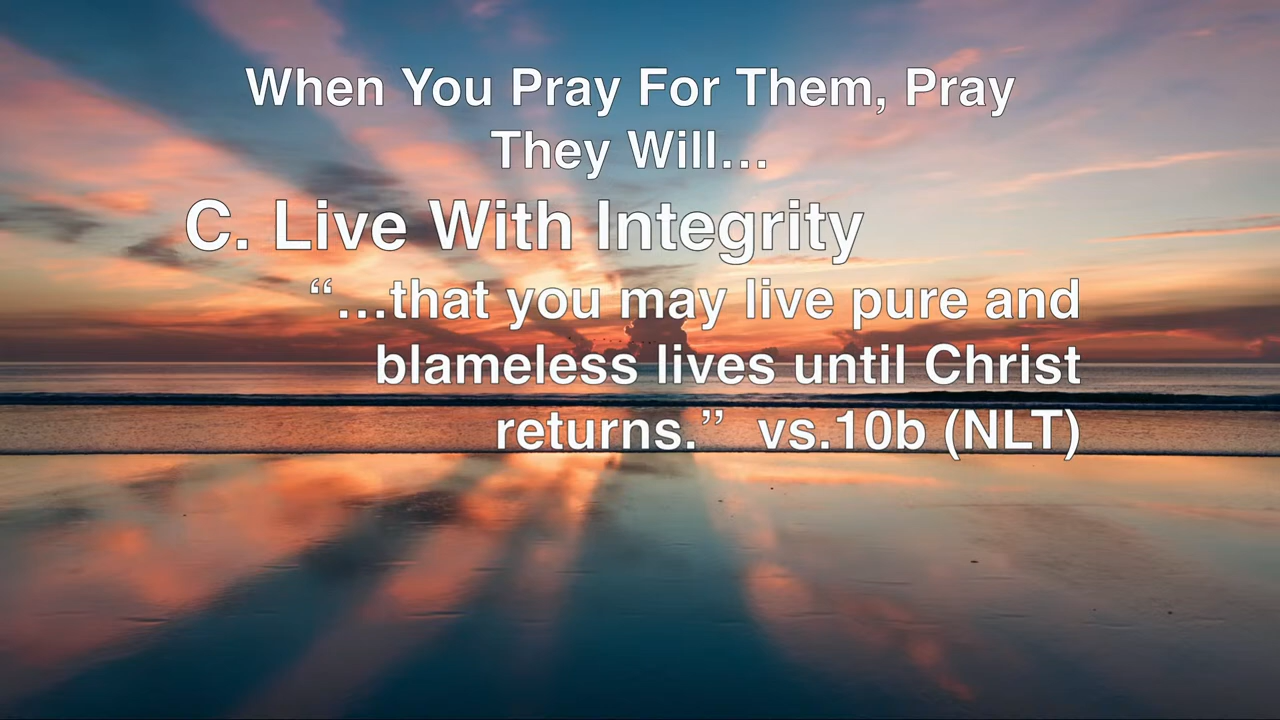 When You Pray For Them, Pray
They Will…
C. Live With Integrity
“…that you may live pure and
blameless lives until Christ
returns.”  vs.10b (NLT)